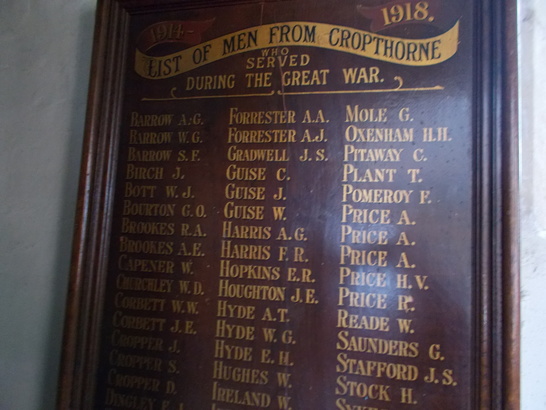 1914- 1918.
LIST OF MEN FROM CROPTHORNE
WHO
SERVED
DURING THE GREAT WAR.
BARROW A.G.
BARROW W.G.
BARROW S.F.
BIRCH J.
BOTT W.J.
BOURTON G.O.
BROOKES R.A.
BROOKES A.E.
CAPENER W.
CHURCHLEY W.D.
CORBETT W.W.
CORBETT J.E.
CROPPER J.
CROPPER S.
CROPPER D.
FORRESTER A.A.
FORRESTER A.J.
GRADWELL J.S.
GUISE C.
GUISE J.
GUISE W.
HARRIS A.G.
HARRIS F.R.
HOPKINS E.R.
HOUGHTON J.E.
HYDE A.T.
HYDE W.G.
HYDE E.H.
HUGHES W.
IRELAND W.
MOLE G.
OXENHAM H.H.
PITAWAY C.
PLANT T.
POMEROY F.
PRICE A.
PRICE A.
PRICE A.
PRICE H.V.
PRICE R.
READE W.
SAUNDERS G.
STAFFORD J.S.
STOCK H.